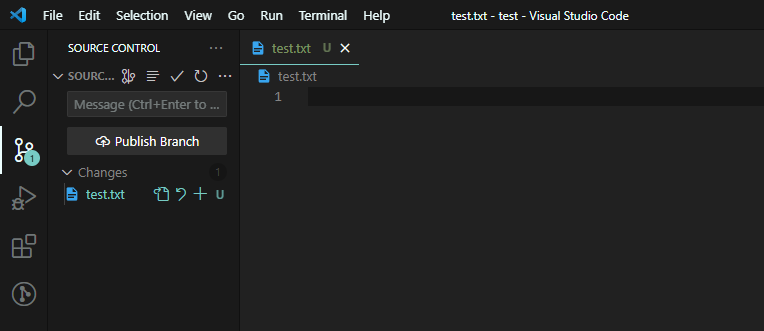 File Edit Selection View Go Run Terminal Help test.txt - test - Visual Studio Code
SOURCE CONTROL ···
SOURC... ···
Message (Ctrl+Enter to ...
Publish Branch
Changes 1
test.txt U
1
test.txt U
test.txt
1